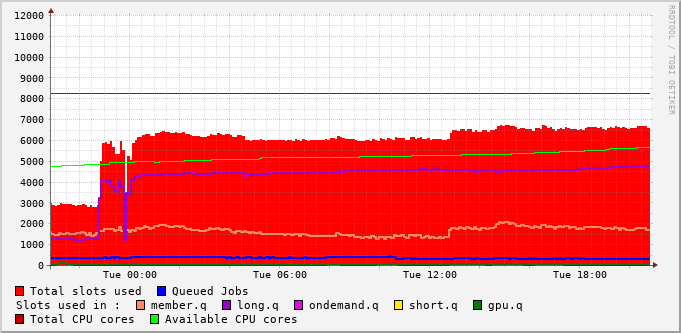 12000
11000
10000
9000
8000
7000
6000
5000
4000
3000
2000
1000
0
Tue 00:00 Tue 06:00 Tue 12:00 Tue 18:00
RRDTOOL / TOBI OETIKER
Total slots used Queued Jobs
Slots used in : member.q long.q ondemand.q short.q gpu.q
Total CPU cores Available CPU cores